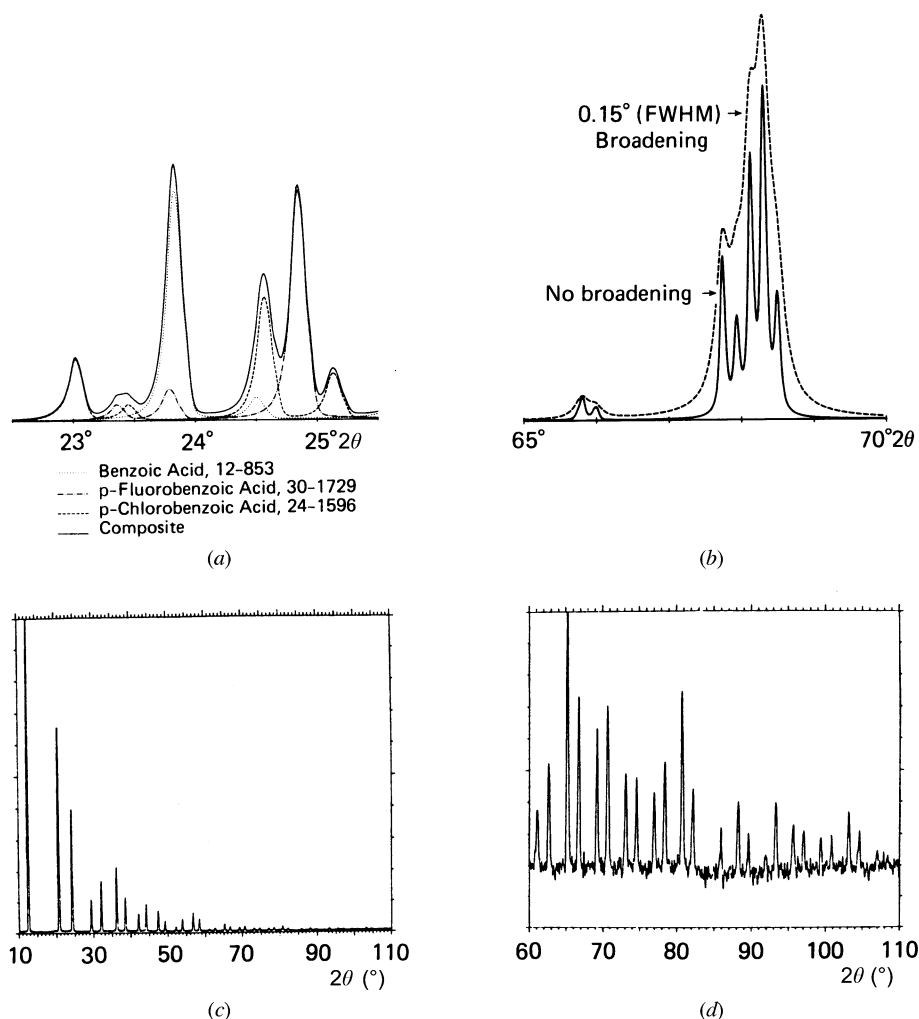 23° 24° 25° 2θ
Benzoic Acid, 12–853
p–Fluorobenzoic Acid, 30–1729
p–Chlorobenzoic Acid, 24–1596
Composite
(a)
0.15° (FWHM)
Broadening
No broadening
65° 70° 2θ
(b)
10 30 50 70 90 110
2θ (°)
(c)
60 70 80 90 100 110
2θ (°)
(d)